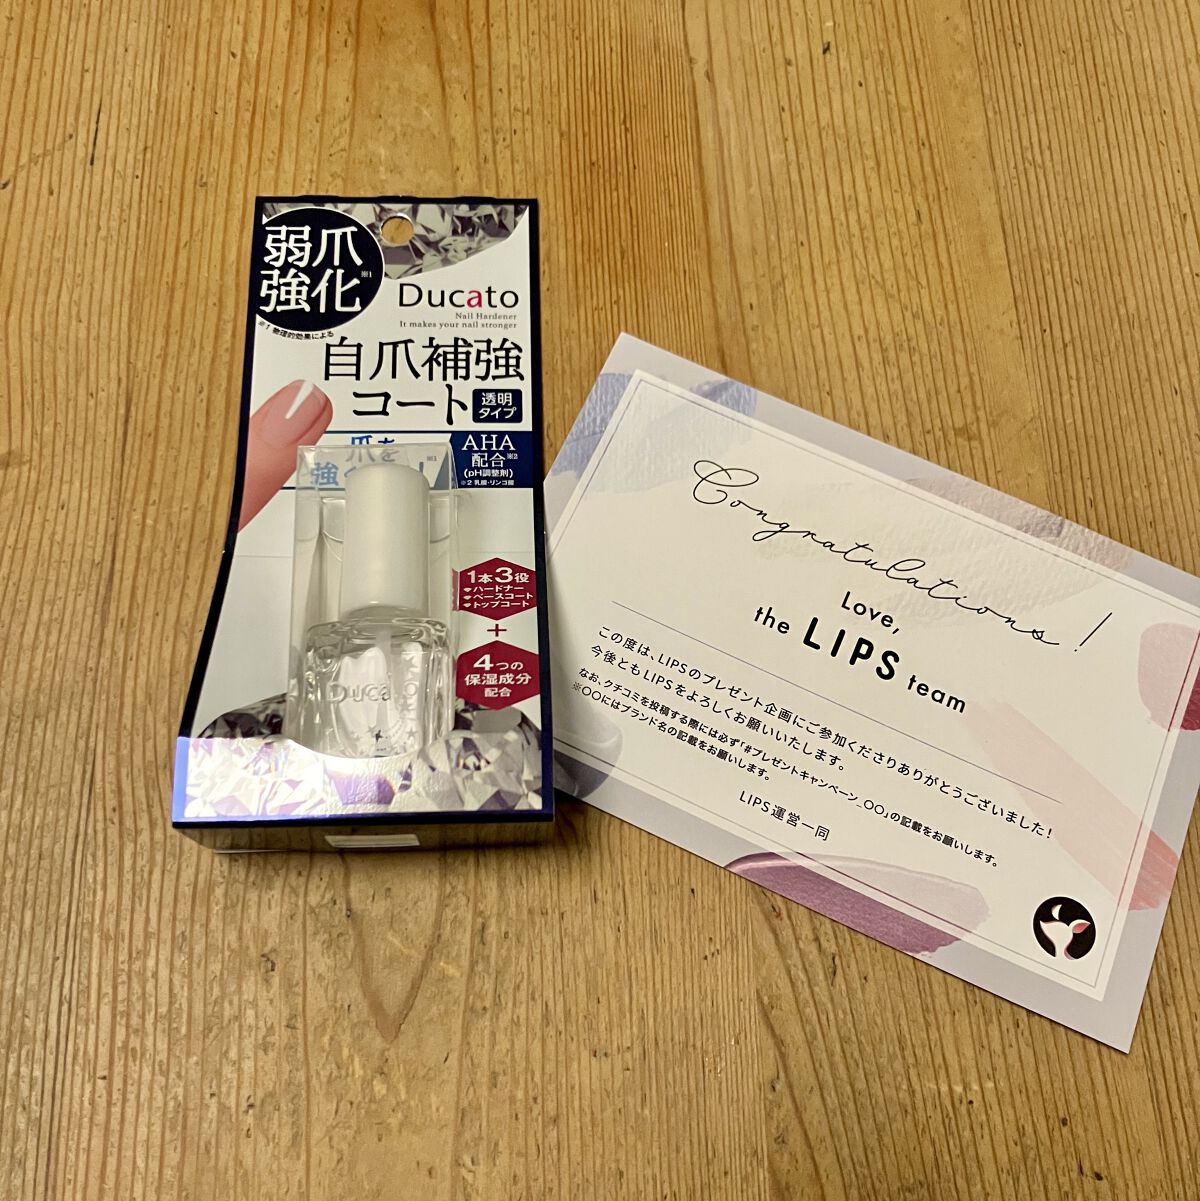 弱爪
強化※1
※1 物理的効果による
Ducato
Nail Hardener
It makes your nail stronger
自爪補強
コート
透明
タイプ
爪を
強く
※1
AHA
配合※2
(pH調整剤)
※2 乳酸・リンゴ酸
1本3役
ハードナー
ベースコート
トップコート
+
4つの
保湿成分
配合
Duca
Congratulations!
Love,
the LIPS team
この度は、LIPSのプレゼント企画にご参加くださりありがとうございました！
今後ともLIPSをよろしくお願いいたします。
なお、クチコミを投稿する際には必ず「#プレゼントキャンペーン_〇〇」の記載をお願いします。
※〇〇にはブランド名の記載をお願いします。
LIPS運営一同